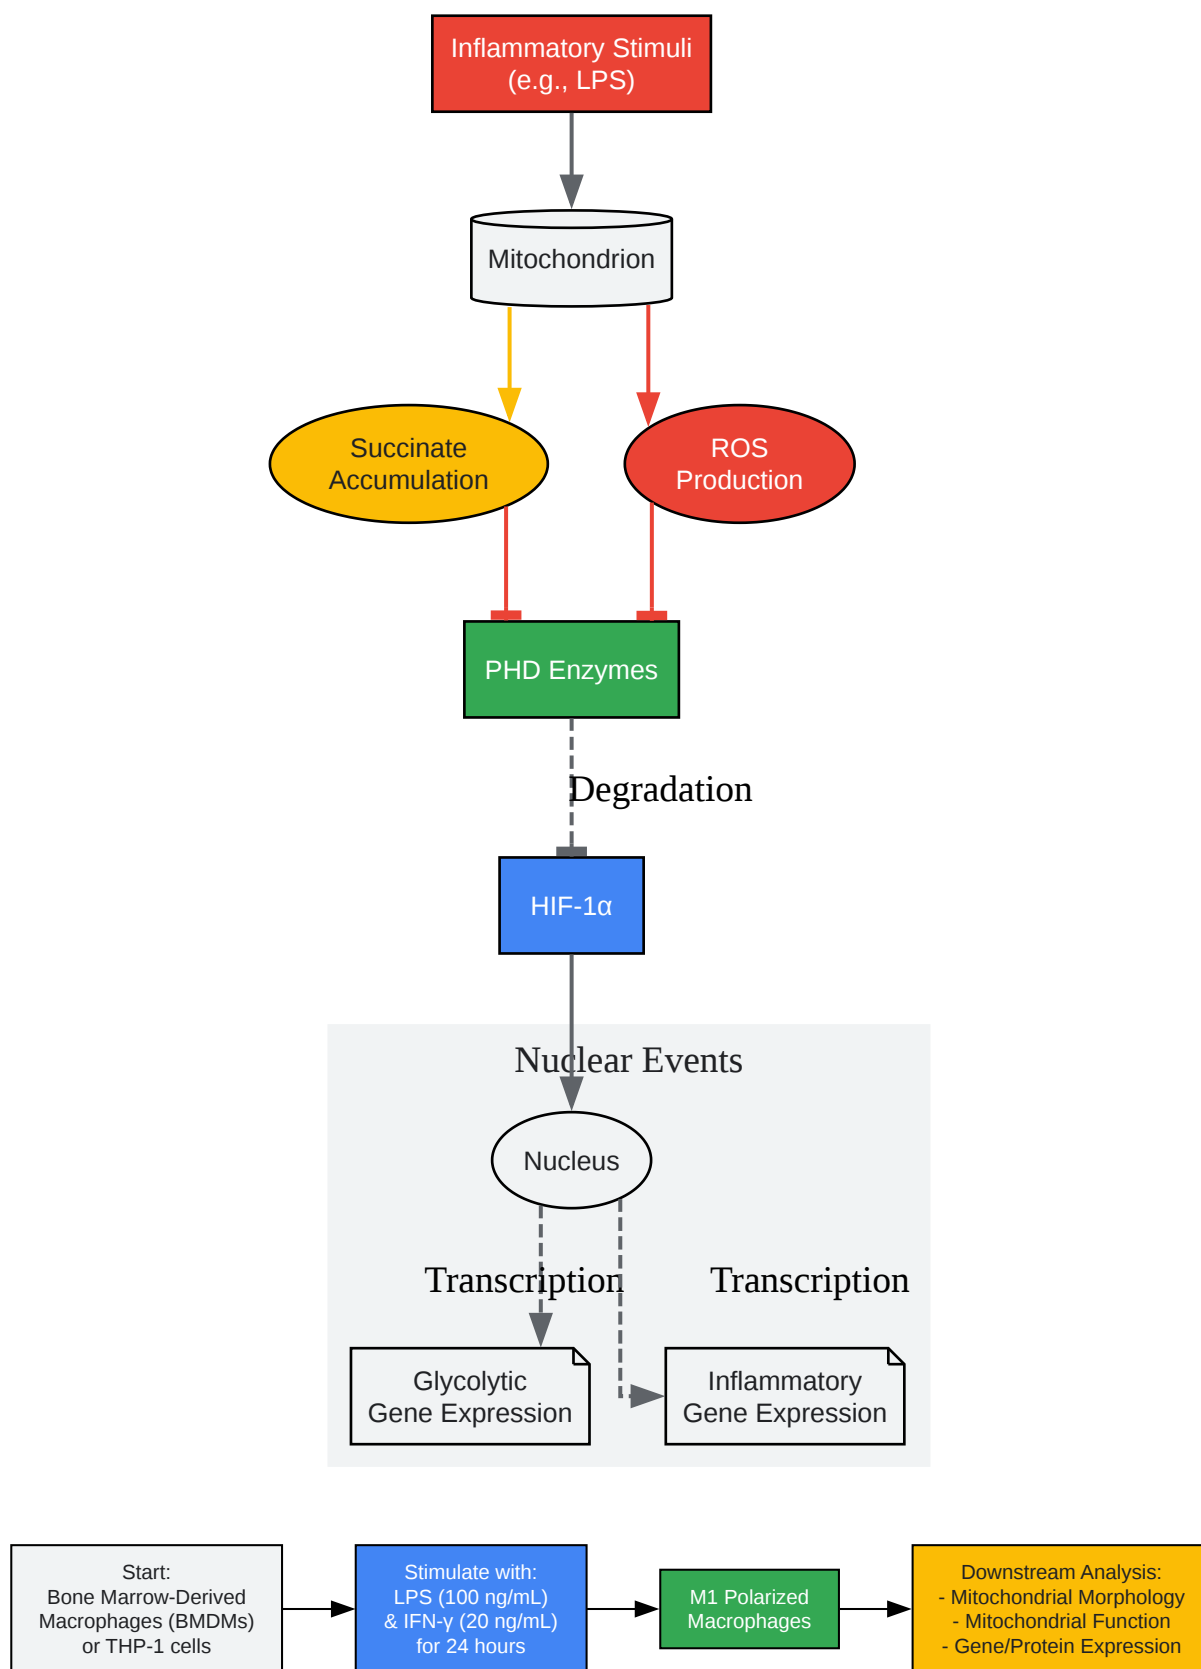 Inflammatory Stimuli
(e.g., LPS)
Mitochondrion
Succinate
Accumulation
ROS
Production
PHD Enzymes
Degradation
HIF-1α
Nuclear Events
Nucleus
Transcription
Transcription
Glycolytic
Gene Expression
Inflammatory
Gene Expression
Start:
Bone Marrow-Derived
Macrophages (BMDMs)
or THP-1 cells
Stimulate with:
LPS (100 ng/mL)
& IFN-γ (20 ng/mL)
for 24 hours
M1 Polarized
Macrophages
Downstream Analysis:
- Mitochondrial Morphology
- Mitochondrial Function
- Gene/Protein Expression